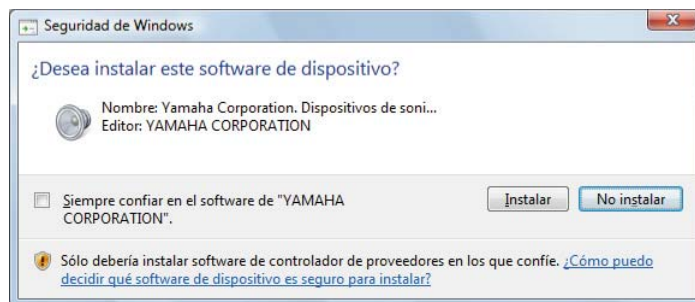 Seguridad de Windows
¿Desea instalar este software de dispositivo?
Nombre: Yamaha Corporation. Dispositivos de soni...
Editor: YAMAHA CORPORATION
Siempre confiar en el software de "YAMAHA
CORPORATION".
Instalar
No instalar
Sólo debería instalar software de controlador de proveedores en los que confíe. ¿Cómo puedo
decidir qué software de dispositivo es seguro para instalar?